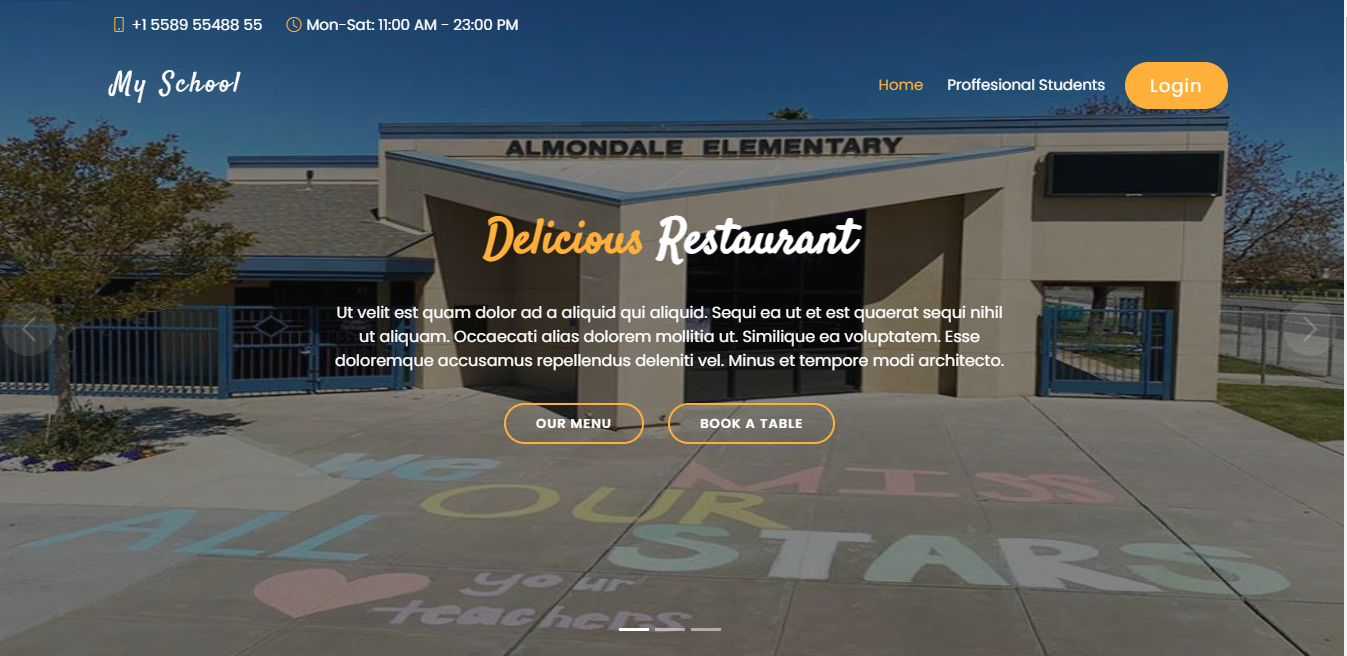 +1 5589 55488 55 Mon-Sat: 11:00 AM - 23:00 PM
My School
Home Proffesional Students Login
ALMONDALE ELEMENTARY
Delicious Restaurant
Ut velit est quam dolor ad a aliquid qui aliquid. Sequi ea ut et est quaerat sequi nihil
ut aliquam. Occaecati alias dolorem mollitia ut. Similique ea voluptatem. Esse
doloremque accusamus repellendus deleniti vel. Minus et tempore modi architecto.
OUR MENU BOOK A TABLE
We MISS
OUR
ALL STARS
your
teachers